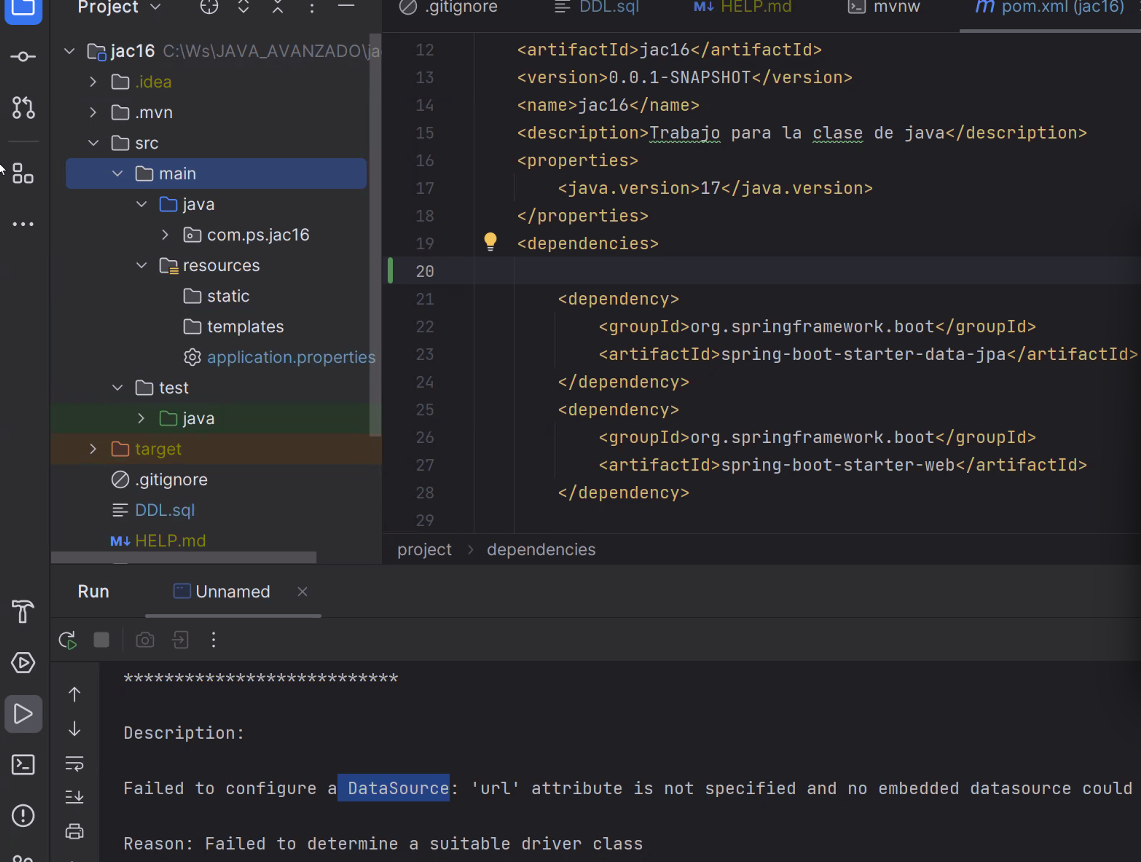 Project
jac16 C:\Ws\JAVA_AVANZADO\ja
.idea
.mvn
src
main
java
com.ps.jac16
resources
static
templates
application.properties
test
java
target
.gitignore
DDL.sql
M↓ HELP.md
.gitignore
DDL.sql
M↓ HELP.md
mvnw
m pom.xml (jac16)
12 <artifactId>jac16</artifactId>
13 <version>0.0.1-SNAPSHOT</version>
14 <name>jac16</name>
15 <description>Trabajo para la clase de java</description>
16 <properties>
17 <java.version>17</java.version>
18 </properties>
19 <dependencies>
20
21 <dependency>
22 <groupId>org.springframework.boot</groupId>
23 <artifactId>spring-boot-starter-data-jpa</artifactId>
24 </dependency>
25 <dependency>
26 <groupId>org.springframework.boot</groupId>
27 <artifactId>spring-boot-starter-web</artifactId>
28 </dependency>
29
project > dependencies
Run Unnamed
***************************
Description:
Failed to configure a DataSource: 'url' attribute is not specified and no embedded datasource could
Reason: Failed to determine a suitable driver class